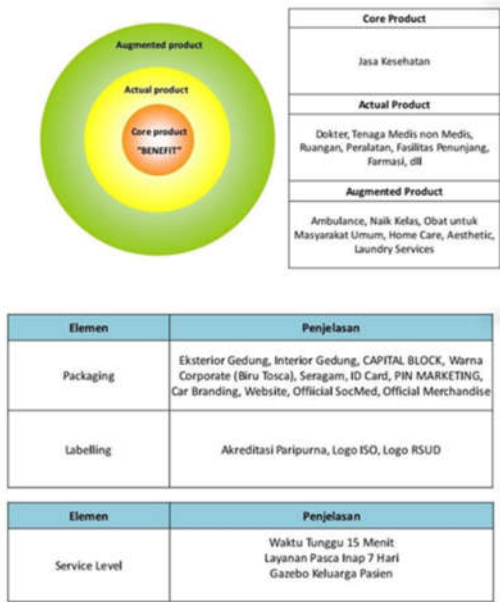 Augmented product
Actual product
Core product
"BENEFIT"
Core Product
Jasa Kesehatan
Actual Product
Dokter, Tenaga Medis non Medis,
Ruangan, Peralatan, Fasilitas Penunjang,
Farmasi, dll
Augmented Product
Ambulance, Naik Kelas, Obat untuk
Masyarakat Umum, Home Care, Aesthetic,
Laundry Services
Elemen Penjelasan
Packaging
Eksterior Gedung, Interior Gedung, CAPITAL BLOCK, Warna
Corporate (Biru Tosca), Seragam, ID Card, PIN MARKETING,
Car Branding, Website, Offiicial SocMed, Official Merchandise
Labelling
Akreditasi Paripurna, Logo ISO, Logo RSUD
Elemen Penjelasan
Service Level
Waktu Tunggu 15 Menit
Layanan Pasca Inap 7 Hari
Gazebo Keluarga Pasien